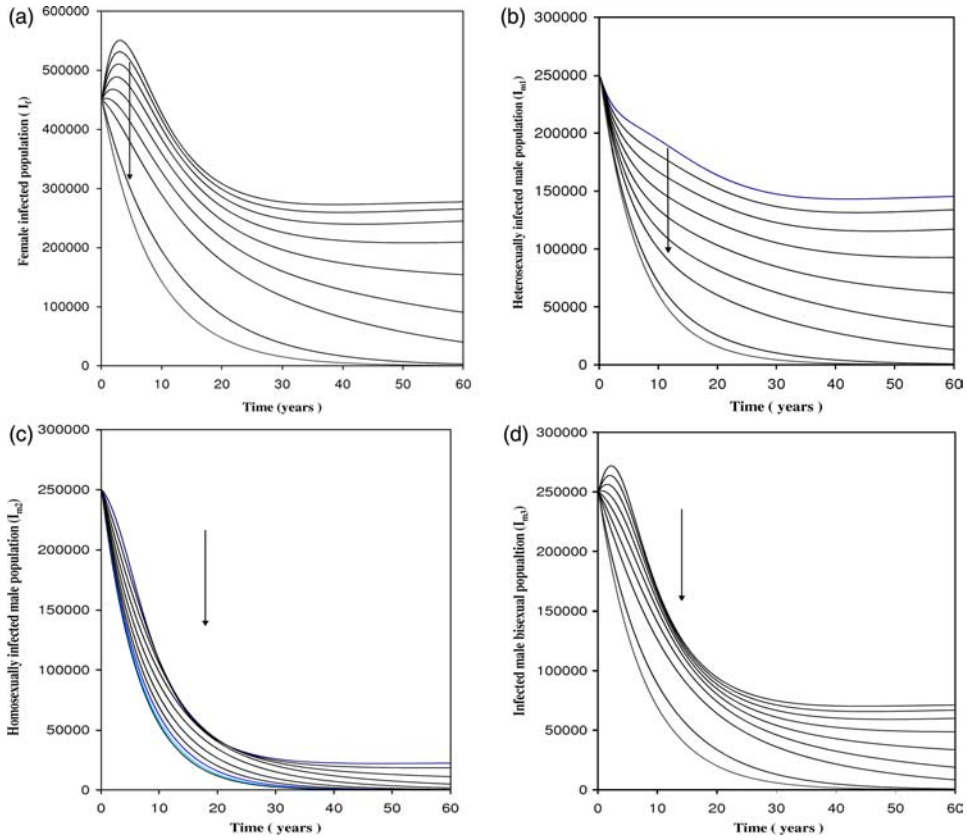 (a)
600000
500000
400000
300000
200000
100000
0
Female infected population ( I_f )
0 10 20 30 40 50 60
Time (years )
(b)
300000
250000
200000
150000
100000
50000
0
Heterosexually infected male population (I_m1)
0 10 20 30 40 50 60
Time ( years )
(c)
300000
250000
200000
150000
100000
50000
0
Homosexually infected male population (I_m2)
0 10 20 30 40 50 60
Time ( years )
(d)
300000
250000
200000
150000
100000
50000
0
Infected male bisexual popualtion (I_m3)
0 10 20 30 40 50 60
Time ( years )